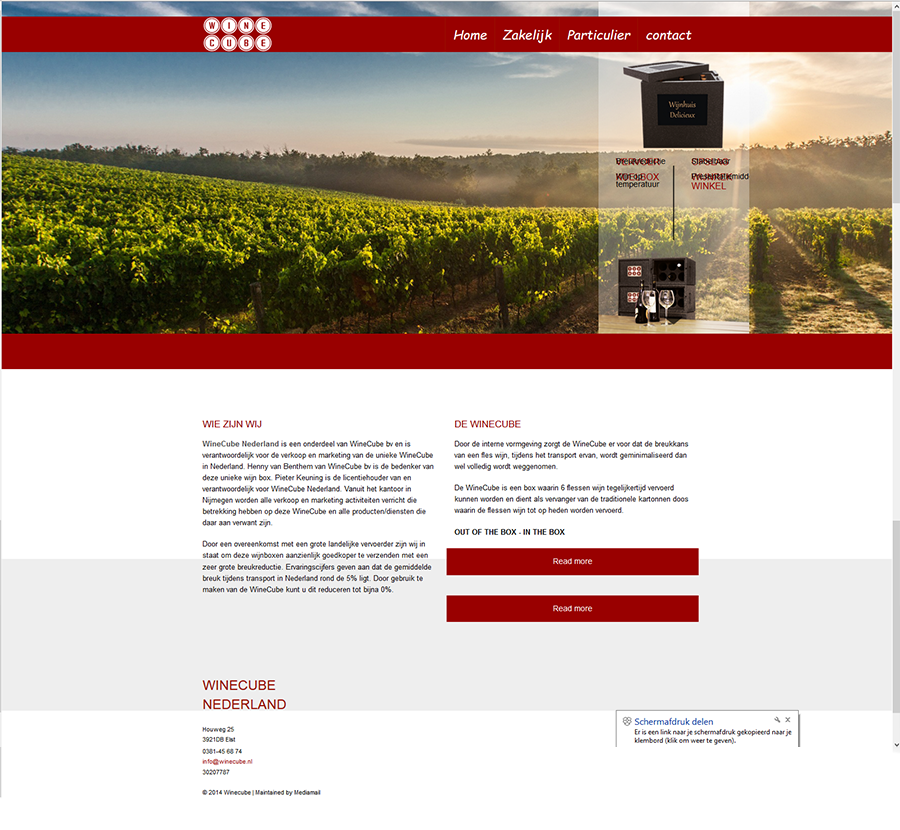 WINE
CUBE
Home Zakelijk Particulier contact
Wijnhuis
Delicieux
temperatuur
WINKEL
WIE ZIJN WIJ
WineCube Nederland is een onderdeel van WineCube bv en is
verantwoordelijk voor de verkoop en marketing van de unieke WineCube
in Nederland. Henny van Benthem van WineCube bv is de bedenker van
deze unieke wijn box. Pieter Keuning is de licentiehouder van en
verantwoordelijk voor WineCube Nederland. Vanuit het kantoor in
Nijmegen worden alle verkoop en marketing activiteiten verricht die
betrekking hebben op deze WineCube en alle producten/diensten die
daar aan verwant zijn.
Door een overeenkomst met een grote landelijke vervoerder zijn wij in
staat om deze wijnboxen aanzienlijk goedkoper te verzenden met een
zeer grote breukreductie. Ervaringscijfers geven aan dat de gemiddelde
breuk tijdens transport in Nederland rond de 5% ligt. Door gebruik te
maken van de WineCube kunt u dit reduceren tot bijna 0%.
DE WINECUBE
Door de interne vormgeving zorgt de WineCube er voor dat de breukkans
van een fles wijn, tijdens het transport ervan, wordt geminimaliseerd dan
wel volledig wordt weggenomen.
De WineCube is een box waarin 6 flessen wijn tegelijkertijd vervoerd
kunnen worden en dient als vervanger van de traditionele kartonnen doos
waarin de flessen wijn tot op heden worden vervoerd.
OUT OF THE BOX - IN THE BOX
Read more
Read more
WINECUBE
NEDERLAND
Houweg 25
3921DB Elst
0381-45 68 74
info@winecube.nl
30207787
© 2014 Winecube | Maintained by Mediamail
Schermafdruk delen
Er is een link naar je schermafdruk gekopieerd naar je
klembord (klik om weer te geven).